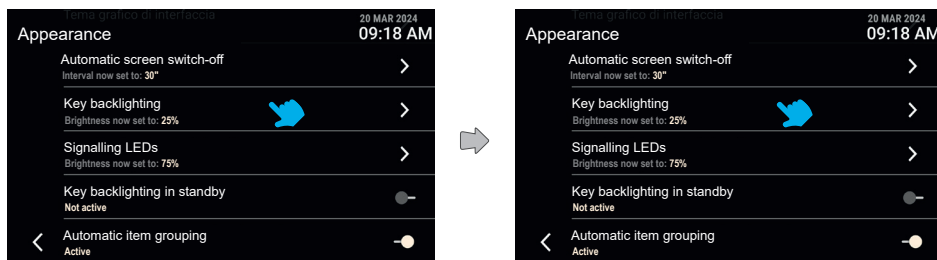 Tema grafico di interfaccia
20 MAR 2024
Appearance
09:18 AM
Automatic screen switch-off
Interval now set to: 30"
Key backlighting
Brightness now set to: 25%
Signalling LEDs
Brightness now set to: 75%
Key backlighting in standby
Not active
Automatic item grouping
Active
Tema grafico di interfaccia
20 MAR 2024
Appearance
09:18 AM
Automatic screen switch-off
Interval now set to: 30"
Key backlighting
Brightness now set to: 25%
Signalling LEDs
Brightness now set to: 75%
Key backlighting in standby
Not active
Automatic item grouping
Active